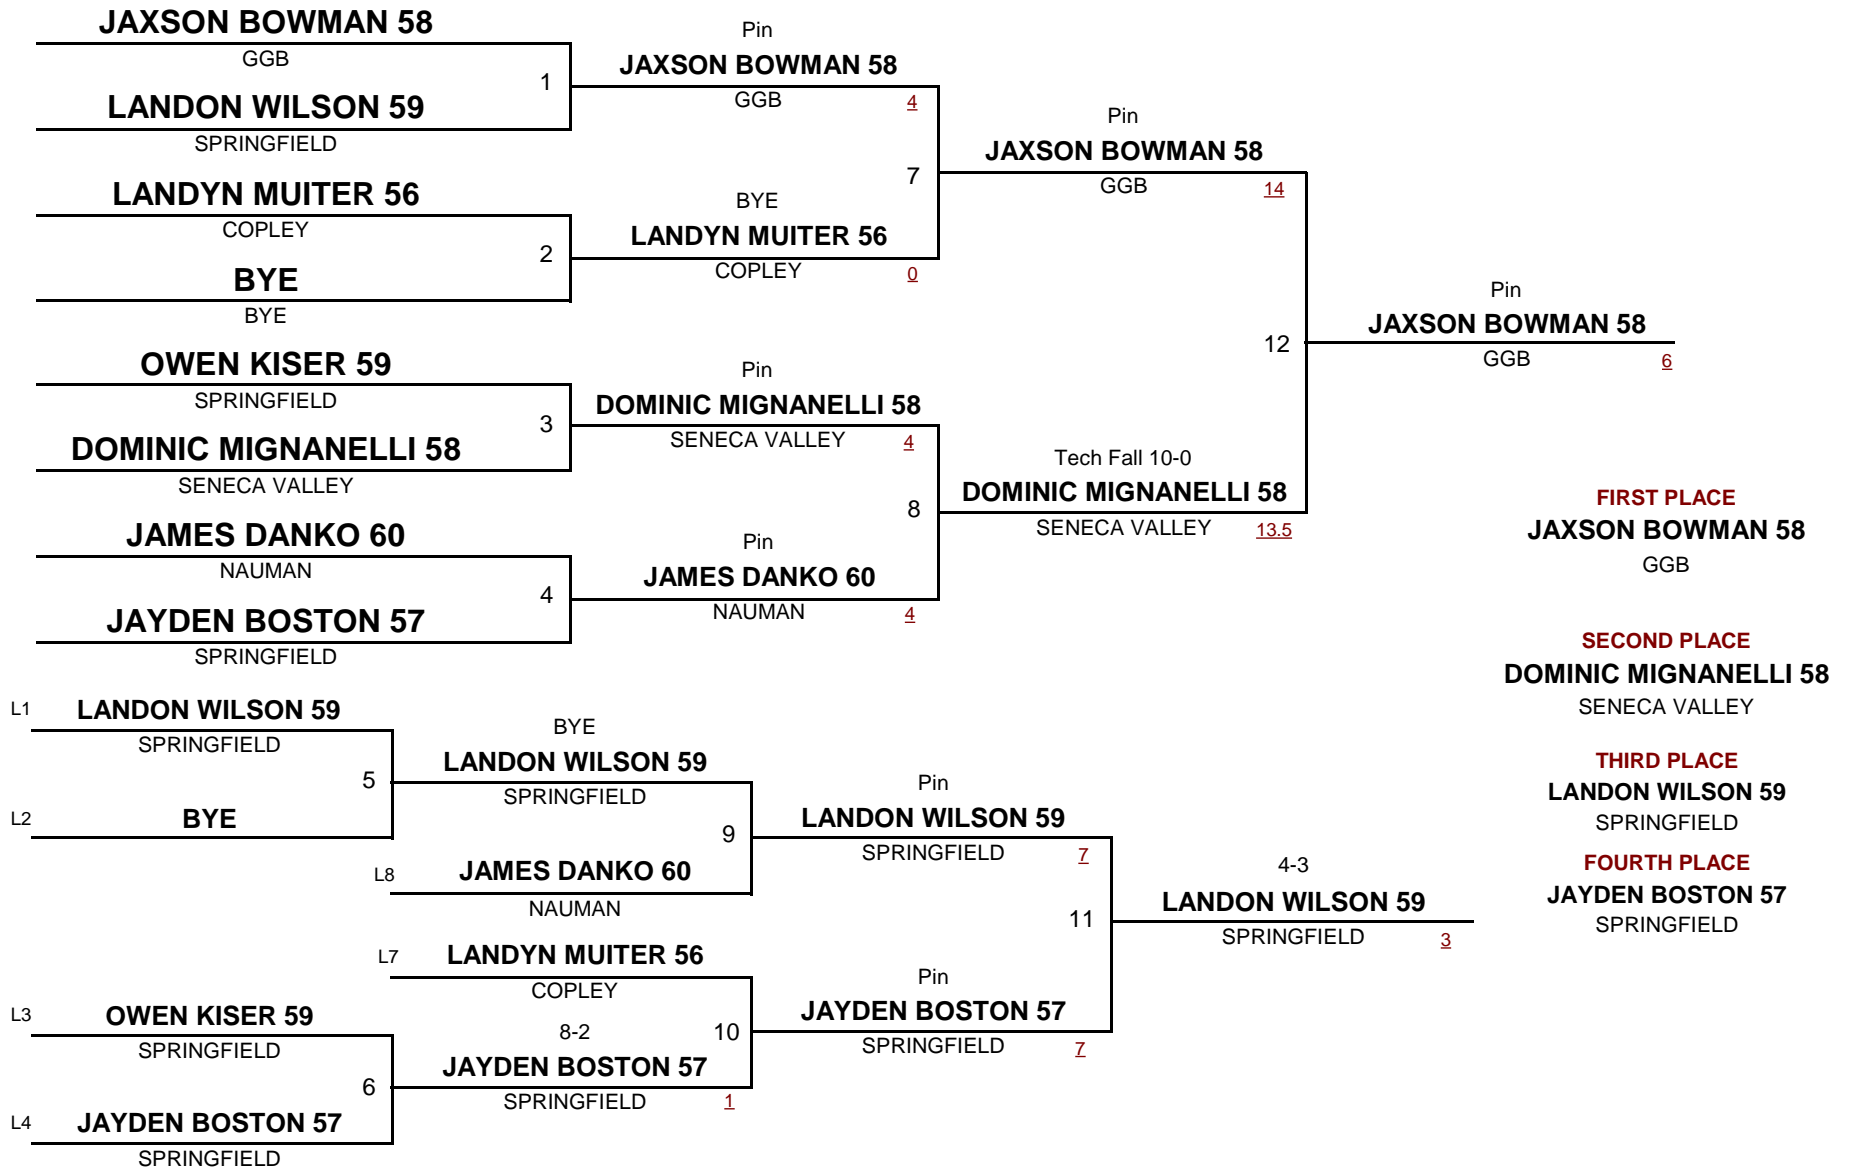 JAXSON BOWMAN 58
GGB
1
LANDON WILSON 59
SPRINGFIELD
LANDYN MUITER 56
COPLEY
2
BYE
BYE
OWEN KISER 59
SPRINGFIELD
3
DOMINIC MIGNANELLI 58
SENECA VALLEY
JAMES DANKO 60
NAUMAN
4
JAYDEN BOSTON 57
SPRINGFIELD
Pin
JAXSON BOWMAN 58
GGB 4
7
BYE
LANDYN MUITER 56
COPLEY 0
Pin
DOMINIC MIGNANELLI 58
SENECA VALLEY 4
8
Pin
JAMES DANKO 60
NAUMAN 4
Pin
JAXSON BOWMAN 58
GGB 14
12
Tech Fall 10-0
DOMINIC MIGNANELLI 58
SENECA VALLEY 13.5
Pin
JAXSON BOWMAN 58
GGB 6
FIRST PLACE
JAXSON BOWMAN 58
GGB
SECOND PLACE
DOMINIC MIGNANELLI 58
SENECA VALLEY
THIRD PLACE
LANDON WILSON 59
SPRINGFIELD
FOURTH PLACE
JAYDEN BOSTON 57
SPRINGFIELD
L1 LANDON WILSON 59
SPRINGFIELD
5
L2 BYE
L3 OWEN KISER 59
SPRINGFIELD
6
L4 JAYDEN BOSTON 57
SPRINGFIELD
BYE
LANDON WILSON 59
SPRINGFIELD
9
L8 JAMES DANKO 60
NAUMAN
L7 LANDYN MUITER 56
COPLEY
8-2 10
JAYDEN BOSTON 57
SPRINGFIELD 1
Pin
LANDON WILSON 59
SPRINGFIELD 7
11
Pin
JAYDEN BOSTON 57
SPRINGFIELD 7
4-3
LANDON WILSON 59
SPRINGFIELD 3